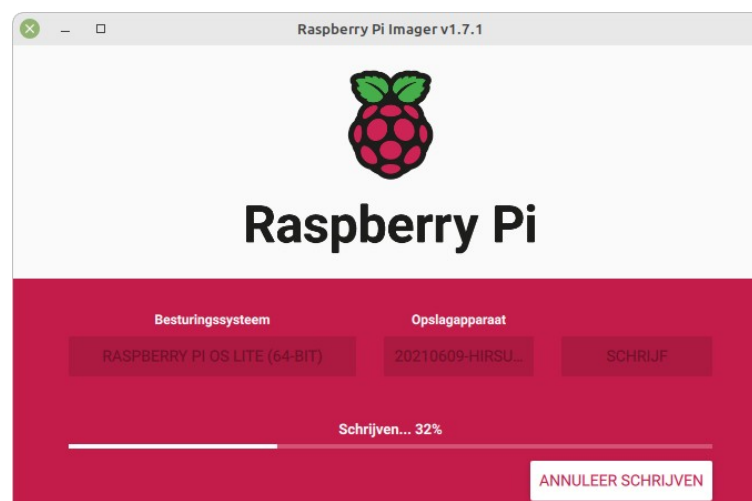 Raspberry Pi Imager v1.7.1
Raspberry Pi
Besturingssysteem Opslagapparaat
RASPBERRY PI OS LITE (64-BIT) 20210609-HIRSU... SCHRIJF
Schrijven... 32%
ANNULEER SCHRIJVEN